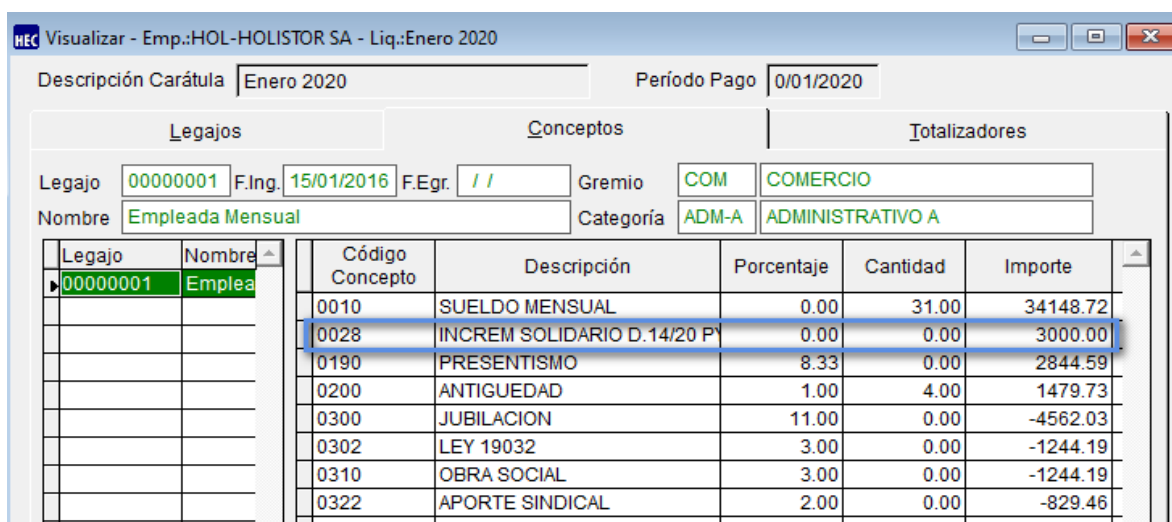 HEC Visualizar - Emp.:HOL-HOLISTOR SA - Liq.:Enero 2020
Descripción Carátula Enero 2020 Período Pago 0/01/2020
Legajos Conceptos Totalizadores
Legajo 00000001 F.Ing. 15/01/2016 F.Egr. / / Gremio COM COMERCIO
Nombre Empleada Mensual Categoría ADM-A ADMINISTRATIVO A
Legajo Nombre Código Concepto Descripción Porcentaje Cantidad Importe
00000001 Emplea
0010 SUELDO MENSUAL 0.00 31.00 34148.72
0028 INCREM SOLIDARIO D.14/20 PY 0.00 0.00 3000.00
0190 PRESENTISMO 8.33 0.00 2844.59
0200 ANTIGUEDAD 1.00 4.00 1479.73
0300 JUBILACION 11.00 0.00 -4562.03
0302 LEY 19032 3.00 0.00 -1244.19
0310 OBRA SOCIAL 3.00 0.00 -1244.19
0322 APORTE SINDICAL 2.00 0.00 -829.46